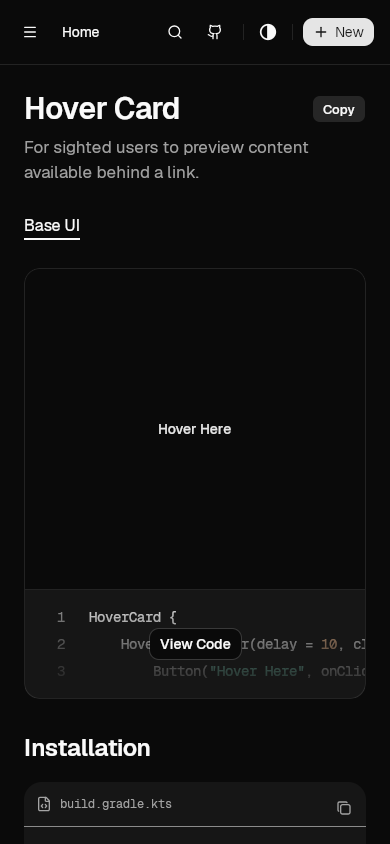 Home
New
Hover Card
Copy
For sighted users to preview content
available behind a link.
Base UI
Hover Here
1 HoverCard {
2 (delay = 10,
View Code
3 Button("Hover Here",
Installation
build.gradle.kts